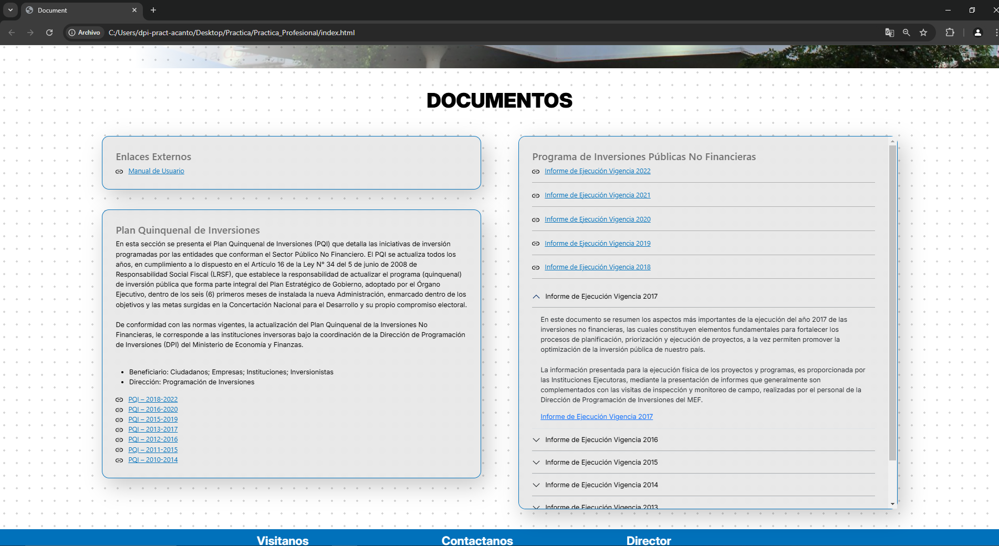 Document
Archivo
C:/Users/dpi-pract-acanto/Desktop/Practica/Practica_Profesional/index.html
DOCUMENTOS
Enlaces Externos
Manual de Usuario
Plan Quinquenal de Inversiones
En esta sección se presenta el Plan Quinquenal de Inversiones (PQI) que detalla las iniciativas de inversión
programadas por las entidades que conforman el Sector Público No Financiero. El PQI se actualiza todos los
años, en cumplimiento a lo dispuesto en el Artículo 16 de la Ley N° 34 del 5 de junio de 2008 de
Responsabilidad Social Fiscal (LRSF), que establece la responsabilidad de actualizar el programa (quinquenal)
de inversión pública que forma parte integral del Plan Estratégico de Gobierno, adoptado por el Órgano
Ejecutivo, dentro de los seis (6) primeros meses de instalada la nueva Administración, enmarcado dentro de los
objetivos y las metas surgidas en la Concertación Nacional para el Desarrollo y su propio compromiso electoral.
De conformidad con las normas vigentes, la actualización del Plan Quinquenal de la Inversiones No
Financieras, le corresponde a las instituciones inversoras bajo la coordinación de la Dirección de Programación
de Inversiones (DPI) del Ministerio de Economía y Finanzas.
• Beneficiario: Ciudadanos; Empresas; Instituciones; Inversionistas
• Dirección: Programación de Inversiones
PQI – 2018-2022
PQI – 2016-2020
PQI – 2015-2019
PQI – 2013-2017
PQI – 2012-2016
PQI – 2011-2015
PQI – 2010-2014
Programa de Inversiones Públicas No Financieras
Informe de Ejecución Vigencia 2022
Informe de Ejecución Vigencia 2021
Informe de Ejecución Vigencia 2020
Informe de Ejecución Vigencia 2019
Informe de Ejecución Vigencia 2018
Informe de Ejecución Vigencia 2017
En este documento se resumen los aspectos más importantes de la ejecución del año 2017 de las
inversiones no financieras, las cuales constituyen elementos fundamentales para fortalecer los
procesos de planificación, priorización y ejecución de proyectos, a la vez permiten promover la
optimización de la inversión pública de nuestro país.
La información presentada para la ejecución física de los proyectos y programas, es proporcionada por
las Instituciones Ejecutoras, mediante la presentación de informes que generalmente son
complementados con las visitas de inspección y monitoreo de campo, realizadas por el personal de la
Dirección de Programación de Inversiones del MEF.
Informe de Ejecución Vigencia 2017
Informe de Ejecución Vigencia 2016
Informe de Ejecución Vigencia 2015
Informe de Ejecución Vigencia 2014
Informe de Ejecución Vigencia 2013
Visitanos
Contactanos
Director